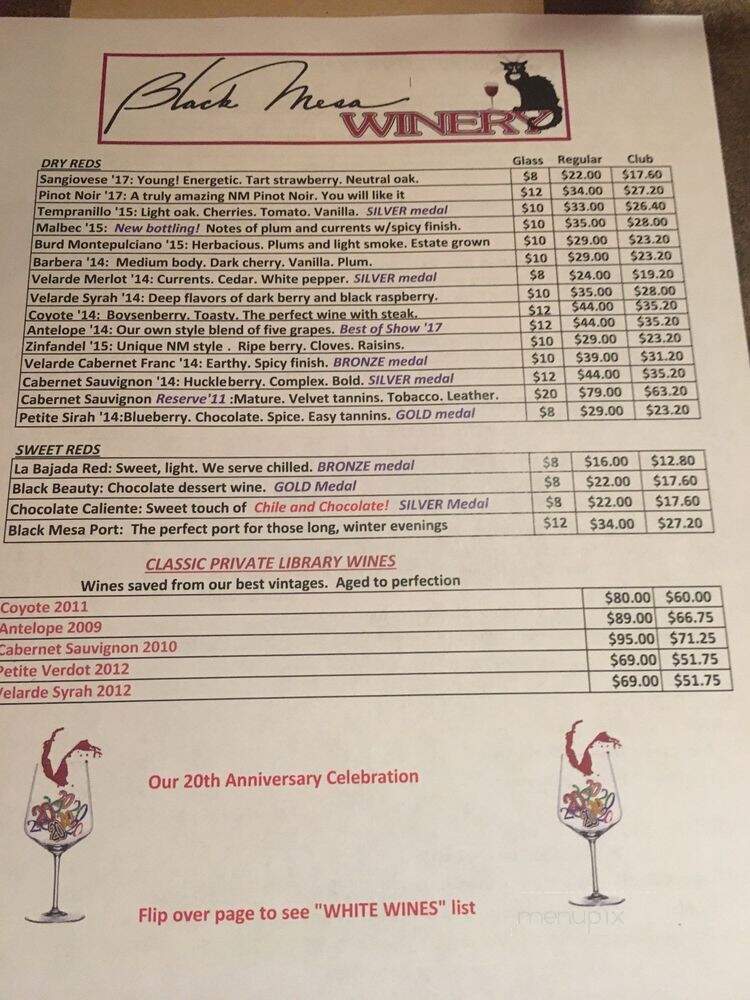 Black Mesa
WINERY
DRY REDS Glass Regular Club
Sangiovese '17: Young! Energetic. Tart strawberry. Neutral oak. $8 $22.00 $17.60
Pinot Noir '17: A truly amazing NM Pinot Noir. You will like it $12 $34.00 $27.20
Tempranillo '15: Light oak. Cherries. Tomato. Vanilla. SILVER medal $10 $33.00 $26.40
Malbec '15: New bottling! Notes of plum and currents w/spicy finish. $10 $35.00 $28.00
Burd Montepulciano '15: Herbacious. Plums and light smoke. Estate grown $10 $29.00 $23.20
Barbera '14: Medium body. Dark cherry. Vanilla. Plum. $10 $29.00 $23.20
Velarde Merlot '14: Currents. Cedar. White pepper. SILVER medal $8 $24.00 $19.20
Velarde Syrah '14: Deep flavors of dark berry and black raspberry. $10 $35.00 $28.00
Coyote '14: Boysenberry. Toasty. The perfect wine with steak. $12 $44.00 $35.20
Antelope '14: Our own style blend of five grapes. Best of Show '17 $12 $44.00 $35.20
Zinfandel '15: Unique NM style . Ripe berry. Cloves. Raisins. $10 $29.00 $23.20
Velarde Cabernet Franc '14: Earthy. Spicy finish. BRONZE medal $10 $39.00 $31.20
Cabernet Sauvignon '14: Huckleberry. Complex. Bold. SILVER medal $12 $44.00 $35.20
Cabernet Sauvignon Reserve'11 :Mature. Velvet tannins. Tobacco. Leather. $20 $79.00 $63.20
Petite Sirah '14:Blueberry. Chocolate. Spice. Easy tannins. GOLD medal $8 $29.00 $23.20
SWEET REDS
La Bajada Red: Sweet, light. We serve chilled. BRONZE medal $8 $16.00 $12.80
Black Beauty: Chocolate dessert wine. GOLD Medal $8 $22.00 $17.60
Chocolate Caliente: Sweet touch of Chile and Chocolate! SILVER Medal $8 $22.00 $17.60
Black Mesa Port: The perfect port for those long, winter evenings $12 $34.00 $27.20
CLASSIC PRIVATE LIBRARY WINES
Wines saved from our best vintages. Aged to perfection
Coyote 2011 $80.00 $60.00
Antelope 2009 $89.00 $66.75
Cabernet Sauvignon 2010 $95.00 $71.25
Petite Verdot 2012 $69.00 $51.75
Velarde Syrah 2012 $69.00 $51.75
Our 20th Anniversary Celebration
Flip over page to see "WHITE WINES" list
menupix